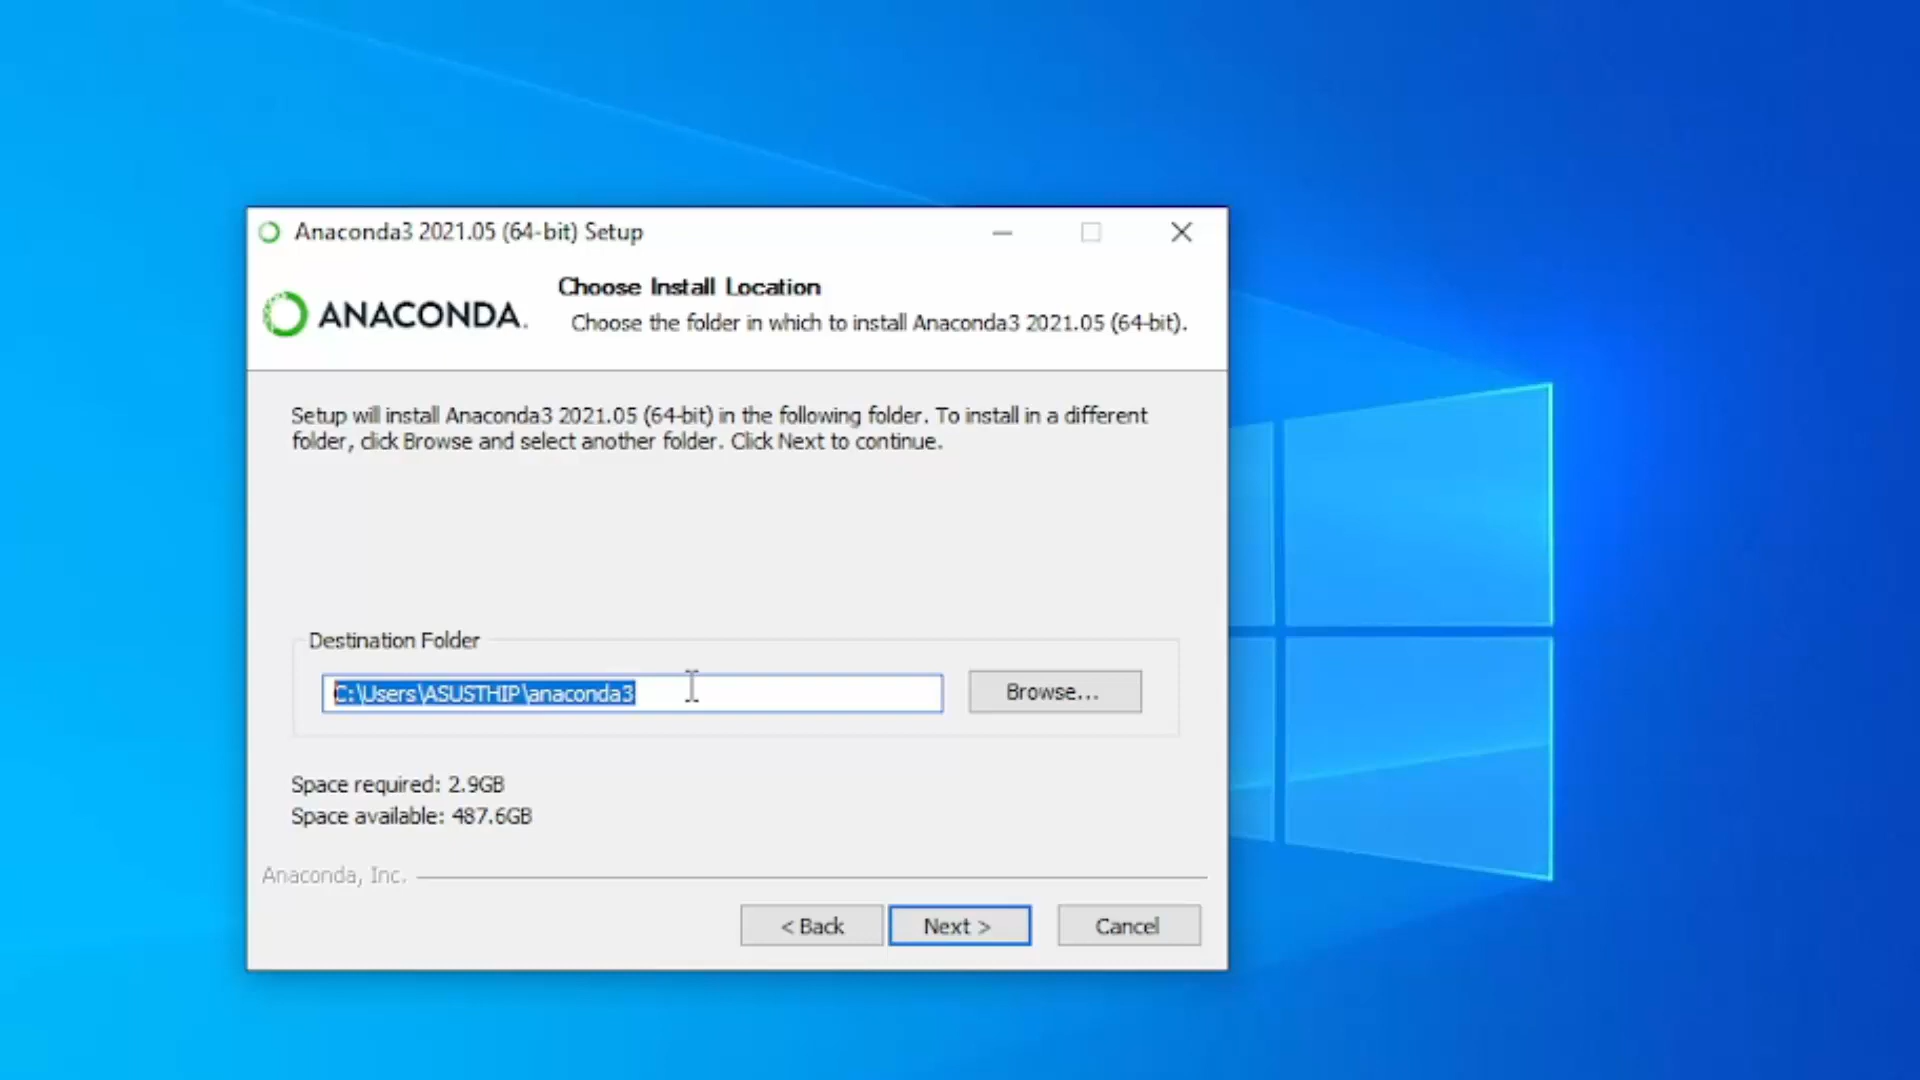 Anaconda3 2021.05 (64-bit) Setup
ANACONDA.
Choose Install Location
Choose the folder in which to install Anaconda3 2021.05 (64-bit).
Setup will install Anaconda3 2021.05 (64-bit) in the following folder. To install in a different
folder, click Browse and select another folder. Click Next to continue.
Destination Folder
C:\Users\ASUSTHIP\anaconda3
Browse...
Space required: 2.9GB
Space available: 487.6GB
Anaconda, Inc.
< Back
Next >
Cancel